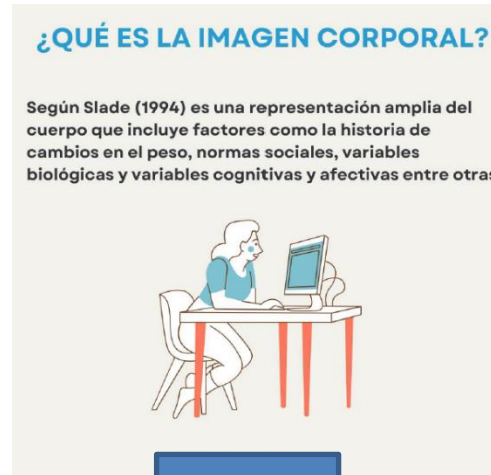 ¿QUÉ ES LA IMAGEN CORPORAL?
Según Slade (1994) es una representación amplia del
cuerpo que incluye factores como la historia de
cambios en el peso, normas sociales, variables
biológicas y variables cognitivas y afectivas entre otras